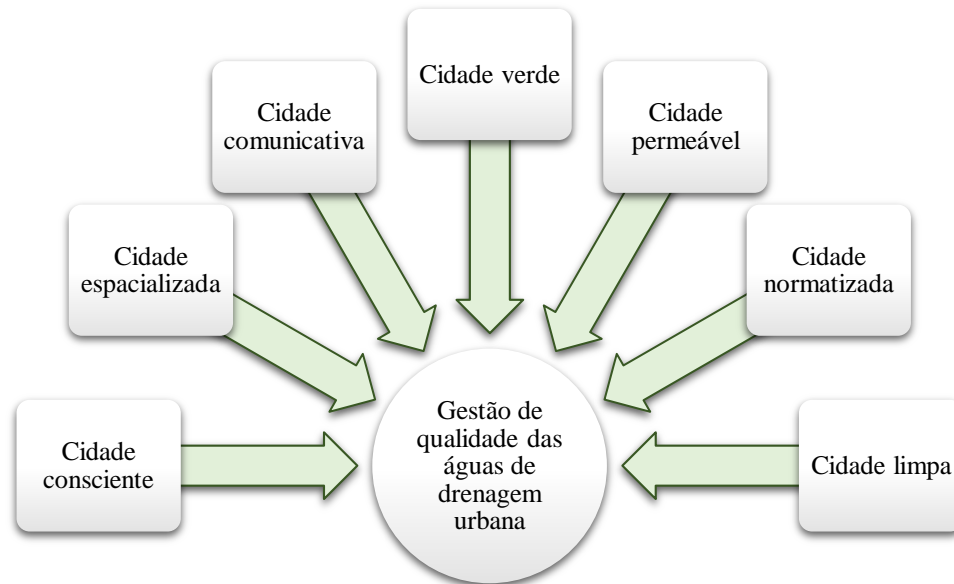 Cidade verde
Cidade
comunicativa
Cidade
permeável
Cidade
espacializada
Cidade
normatizada
Cidade
consciente
Gestão de
qualidade das
águas de
drenagem
urbana
Cidade limpa